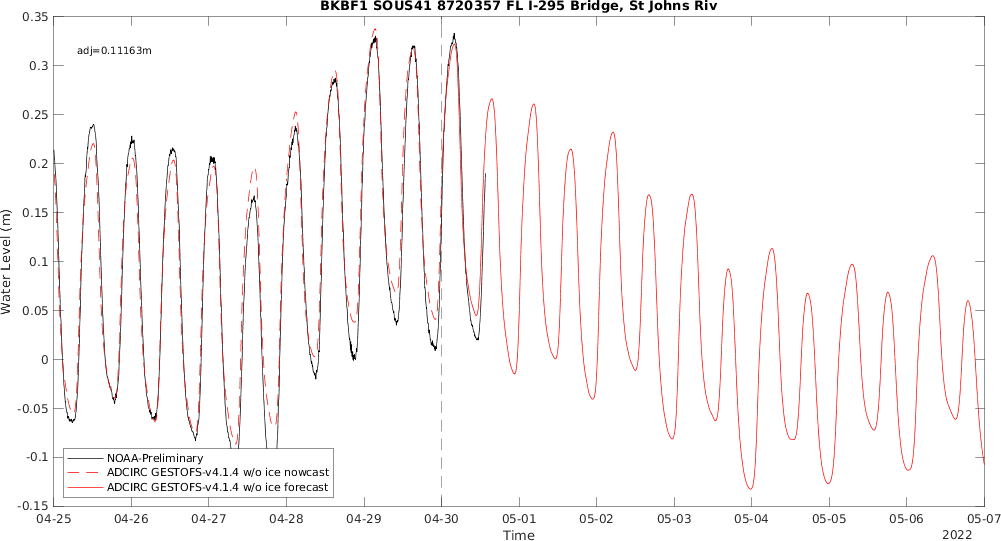 BKBF1 SOUS41 8720357 FL I-295 Bridge, St Johns Riv
adj=0.11163m
Water Level (m)
0.35
0.3
0.25
0.2
0.15
0.1
0.05
0
-0.05
-0.1
-0.15
NOAA-Preliminary
ADCIRC GESTOFS-v4.1.4 w/o ice nowcast
ADCIRC GESTOFS-v4.1.4 w/o ice forecast
04-25 04-26 04-27 04-28 04-29 04-30 05-01 05-02 05-03 05-04 05-05 05-06 05-07
Time
2022